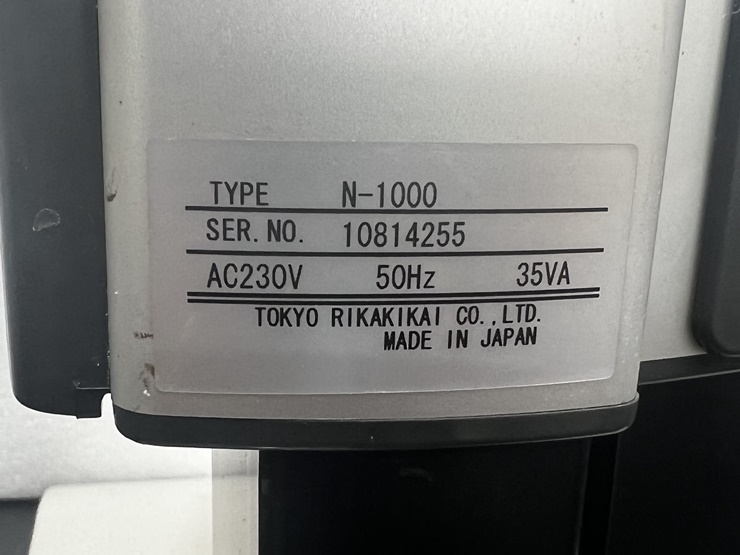 TYPE N-1000
SER. NO. 10814255
AC230V 50Hz 35VA
TOKYO RIKAKIKAI CO.,LTD.
MADE IN JAPAN